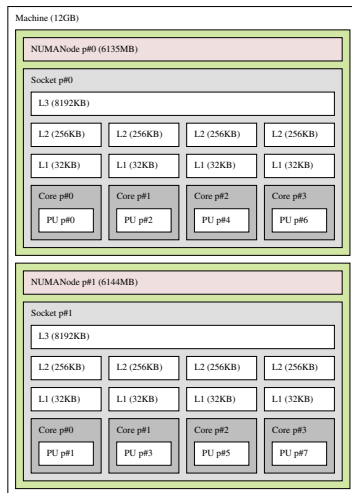 Machine (12GB)
NUMANode p#0 (6135MB)
Socket p#0
L3 (8192KB)
L2 (256KB) L2 (256KB) L2 (256KB) L2 (256KB)
L1 (32KB) L1 (32KB) L1 (32KB) L1 (32KB)
Core p#0 Core p#1 Core p#2 Core p#3
PU p#0 PU p#2 PU p#4 PU p#6
NUMANode p#1 (6144MB)
Socket p#1
L3 (8192KB)
L2 (256KB) L2 (256KB) L2 (256KB) L2 (256KB)
L1 (32KB) L1 (32KB) L1 (32KB) L1 (32KB)
Core p#0 Core p#1 Core p#2 Core p#3
PU p#1 PU p#3 PU p#5 PU p#7